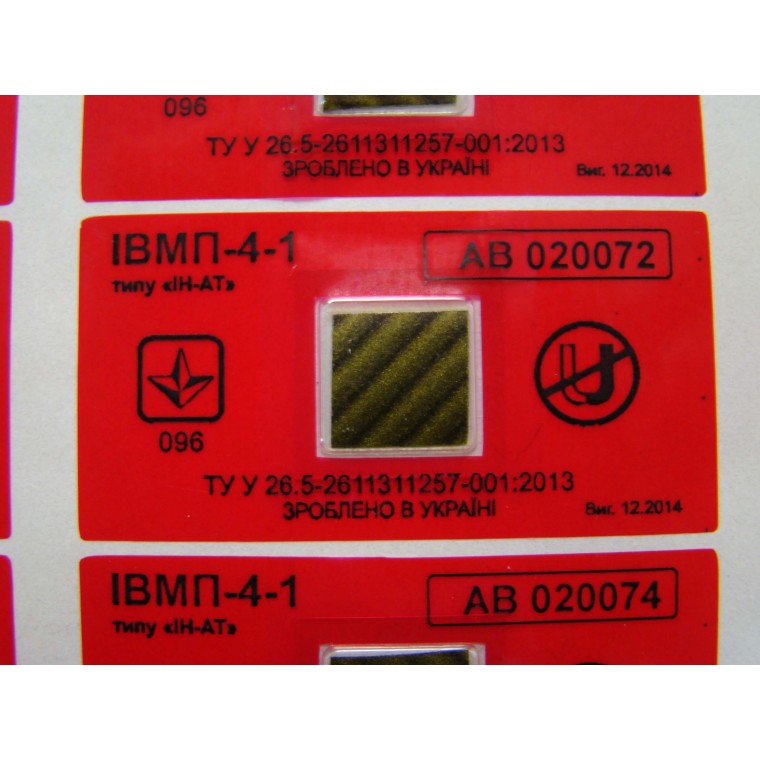 096
ТУ У 26.5-2611311257-001:2013
ЗРОБЛЕНО В УКРАЇНІ
Виг. 12.2014
ІВМП-4-1
АВ 020072
типу «ІН-АТ»
096
ТУ У 26.5-2611311257-001:2013
ЗРОБЛЕНО В УКРАЇНІ
Виг. 12.2014
ІВМП-4-1
АВ 020074
типу «ІН-АТ»